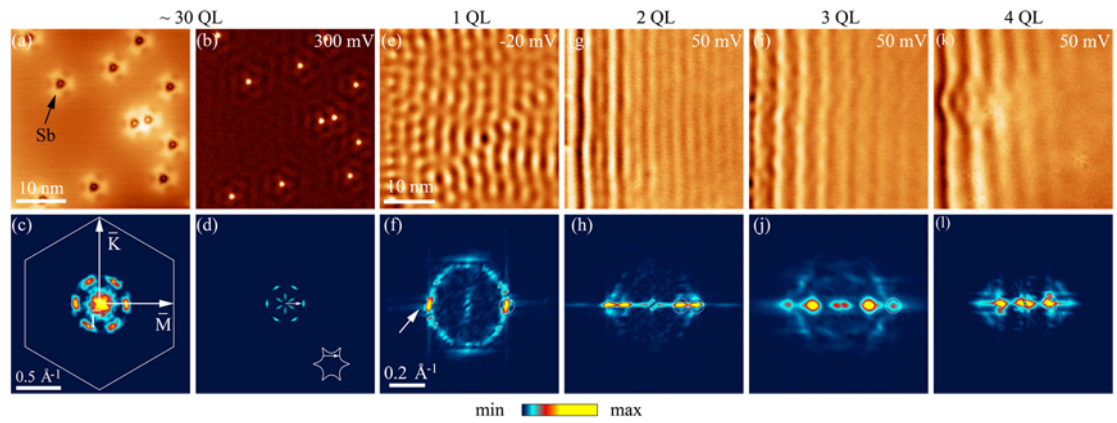 ~ 30 QL 1 QL 2 QL 3 QL 4 QL
(a) (b) 300 mV (e) -20 mV (g) 50 mV (i) 50 mV (k) 50 mV
Sb
10 nm 10 nm
(c) (d) (f) (h) (j) (l)
K̅
M̅
0.5 Å⁻¹ 0.2 Å⁻¹
min max